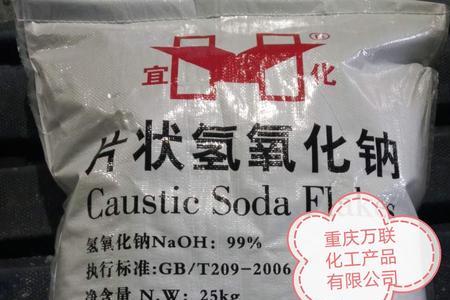 宜 化
片状氢氧化钠
Caustic Soda Flakes
氢氧化钠NaOH: 99%
执行标准:GB/T209-2006
净含量 N.W: 25kg
重庆万联
化工产品
有限公司